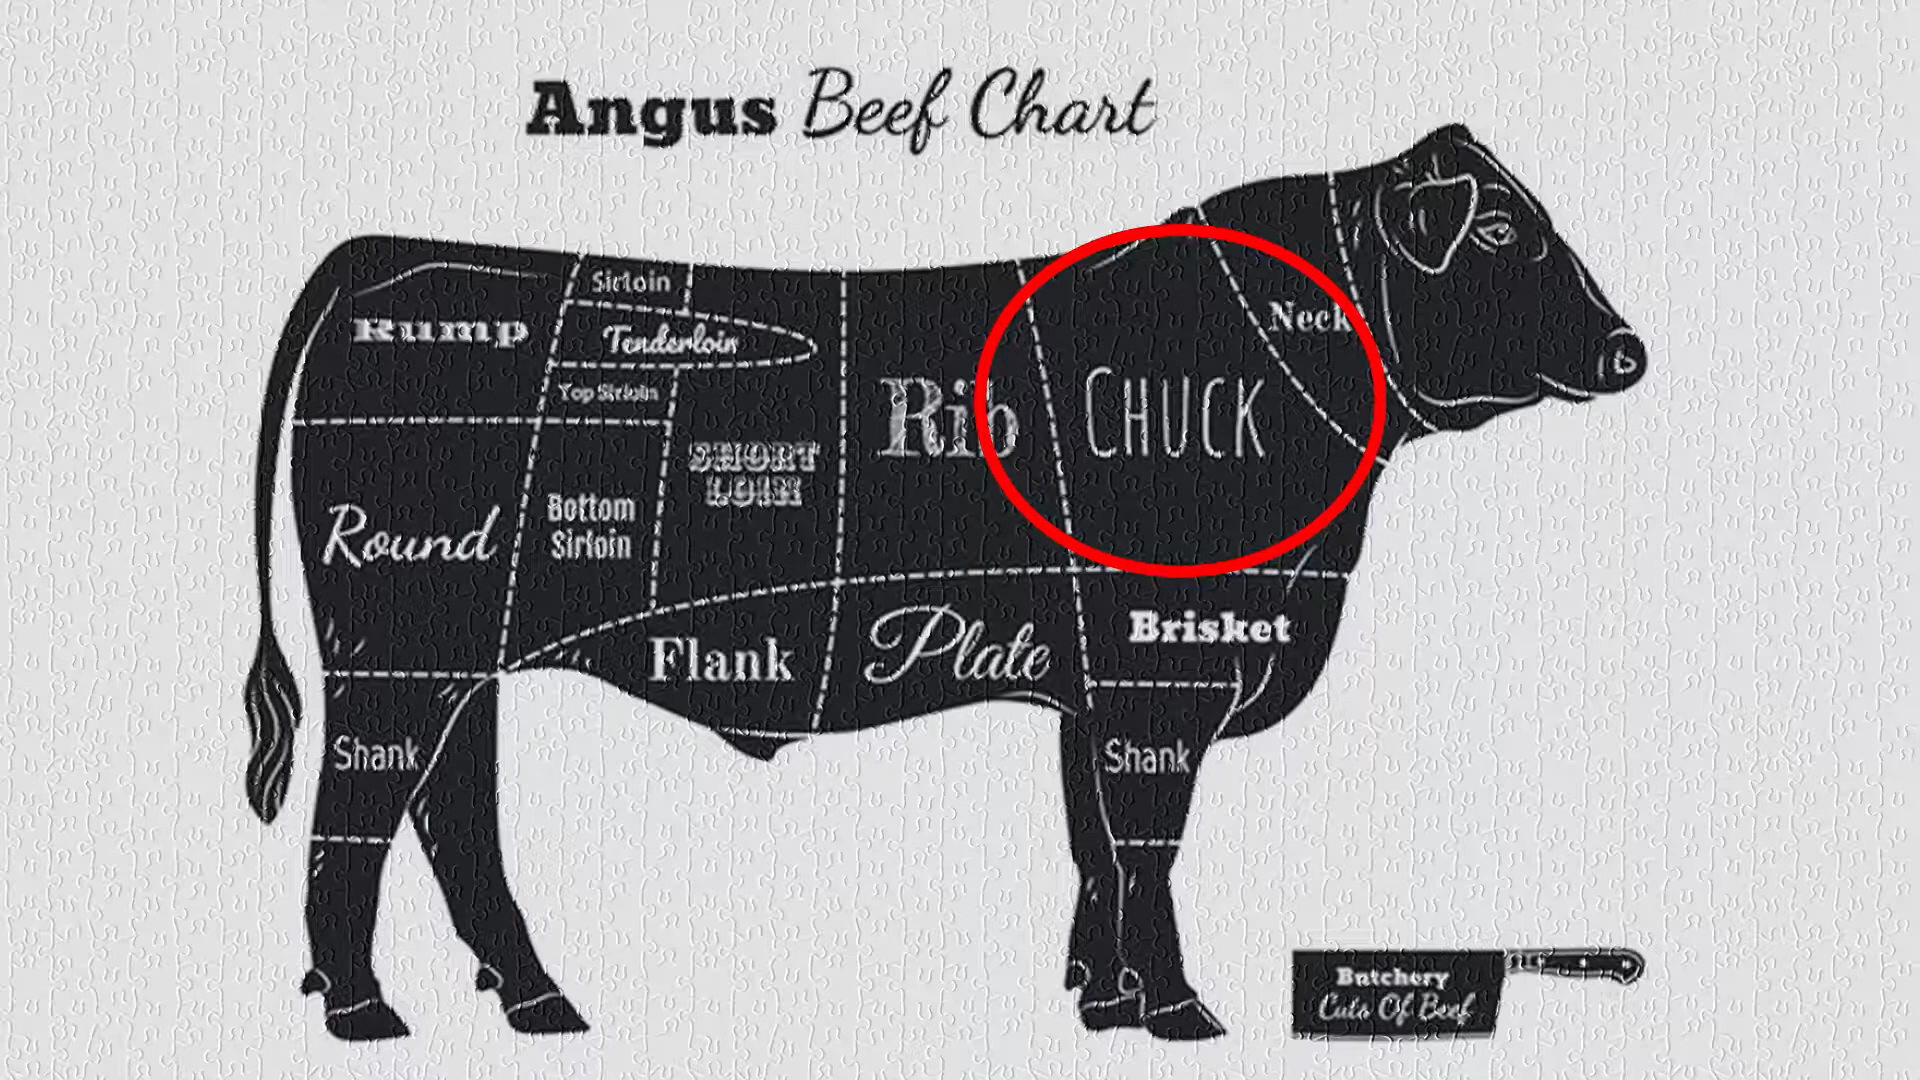 Angus Beef Chart
Sirloin
Rump
Tenderloin
Neck
Top Sirloin
Rib
CHUCK
SHORT
LOIN
Round
Bottom
Sirloin
Flank
Plate
Brisket
Shank
Shank
Butchery
Cuts Of Beef